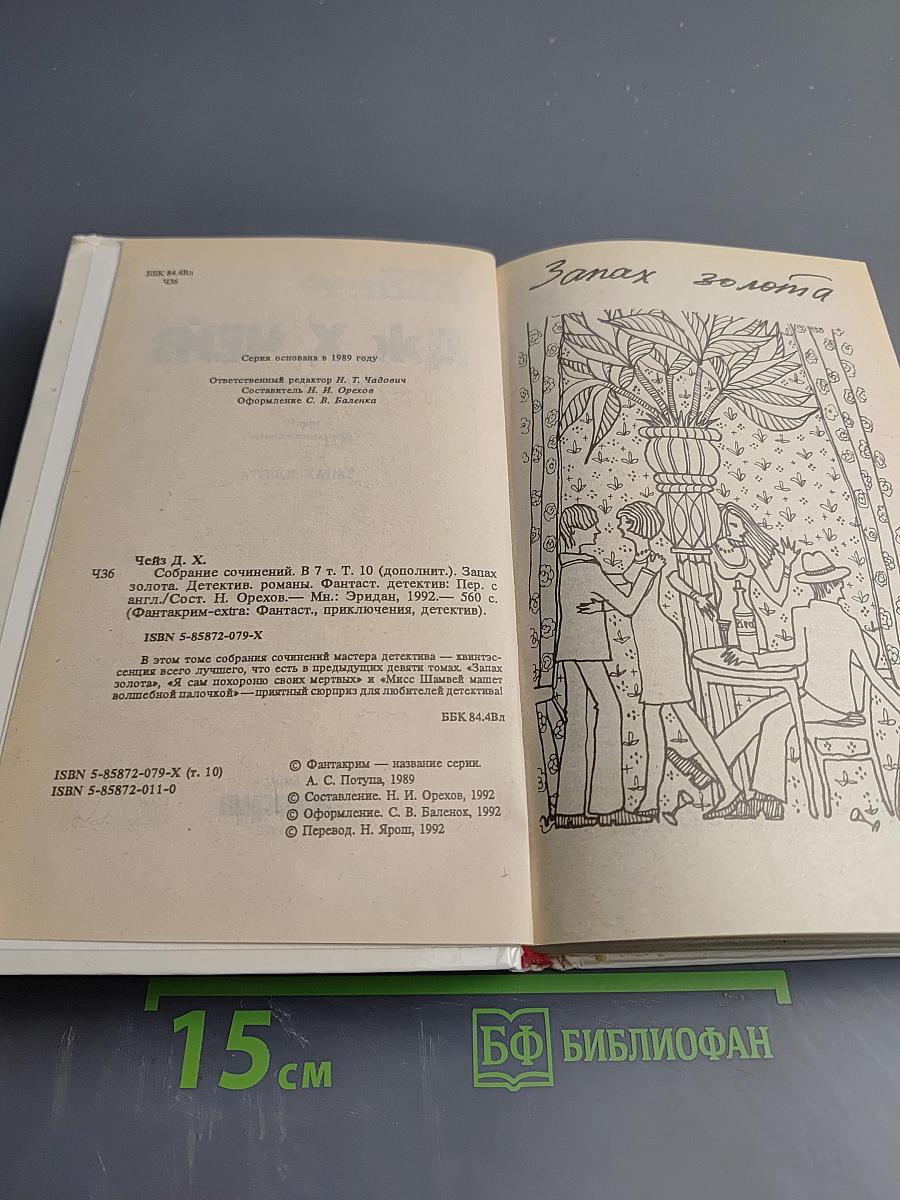 ББК 84.4Вл
Ч36
Серия основана в 1989 году
Ответственный редактор Н. Т. Чадович
Составитель Н. И. Орехов
Оформление С. В. Баленка
Чейз Д. Х.
Ч36 Собрание сочинений. В 7 т. Т. 10 (дополнит.). Запах
золота. Детектив. романы. Фантаст. детектив: Пер. с
англ./Сост. Н. Орехов.— Мн.: Эридан, 1992.— 560 с.
(Фантакрим-extra: Фантаст., приключения, детектив).
ISBN 5-85872-079-X
В этом томе собрания сочинений мастера детектива — квинтэс-
сенция всего лучшего, что есть в предыдущих девяти томах. «Запах
золота», «Я сам похороню своих мертвых» и «Мисс Шамвей машет
волшебной палочкой»—приятный сюрприз для любителей детектива!
ББК 84.4Вл
ISBN 5-85872-079-X (т. 10)
ISBN 5-85872-011-0
© Фантакрим — название серии.
А. С. Потупа, 1989
© Составление. Н. И. Орехов, 1992
© Оформление. С. В. Баленок, 1992
© Перевод. Н. Ярош, 1992
Запах золота
15 см
БФ БИБЛИОФАН